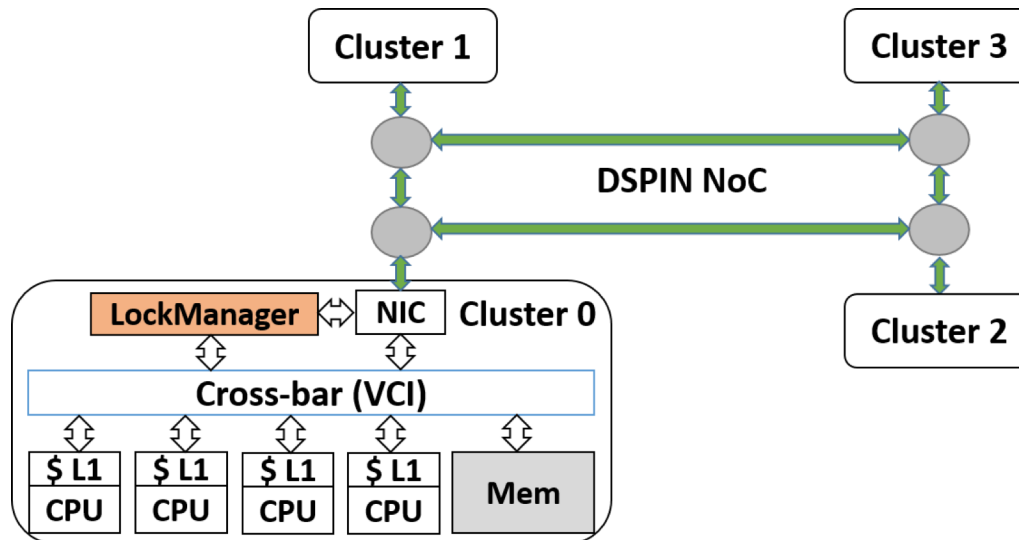 Cluster 1
Cluster 3
DSPIN NoC
LockManager
NIC
Cluster 0
Cluster 2
Cross-bar (VCI)
$ L1
$ L1
$ L1
$ L1
CPU
CPU
CPU
CPU
Mem